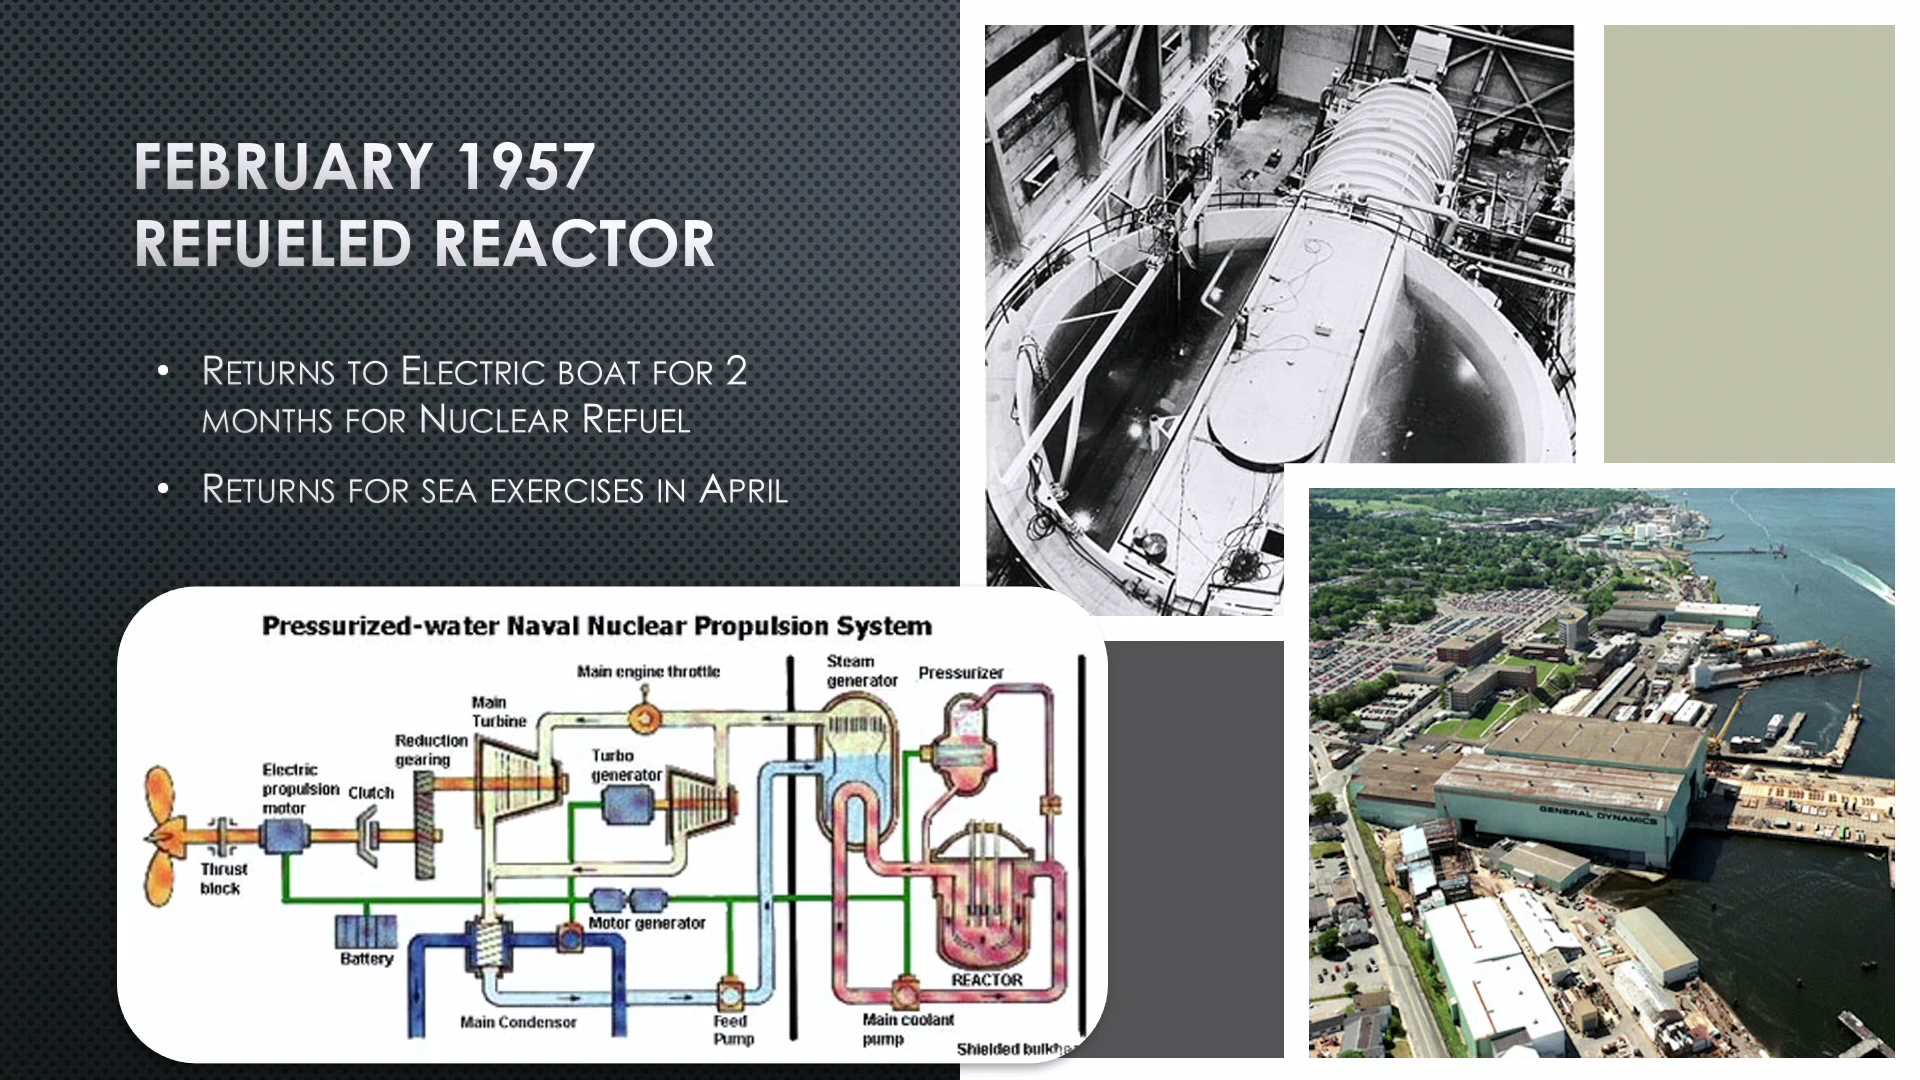 FEBRUARY 1957
REFUELED REACTOR
• RETURNS TO ELECTRIC BOAT FOR 2
MONTHS FOR NUCLEAR REFUEL
• RETURNS FOR SEA EXERCISES IN APRIL
Pressurized-water Naval Nuclear Propulsion System
Main engine throttle
Steam
generator
Pressurizer
Main
Turbine
Reduction
gearing
Turbo
generator
Electric
propulsion
motor
Clutch
Thrust
block
Motor generator
Battery
REACTOR
Main Condensor
Feed
Pump
Main coolant
pump
Shielded
GENERAL DYNAMICS